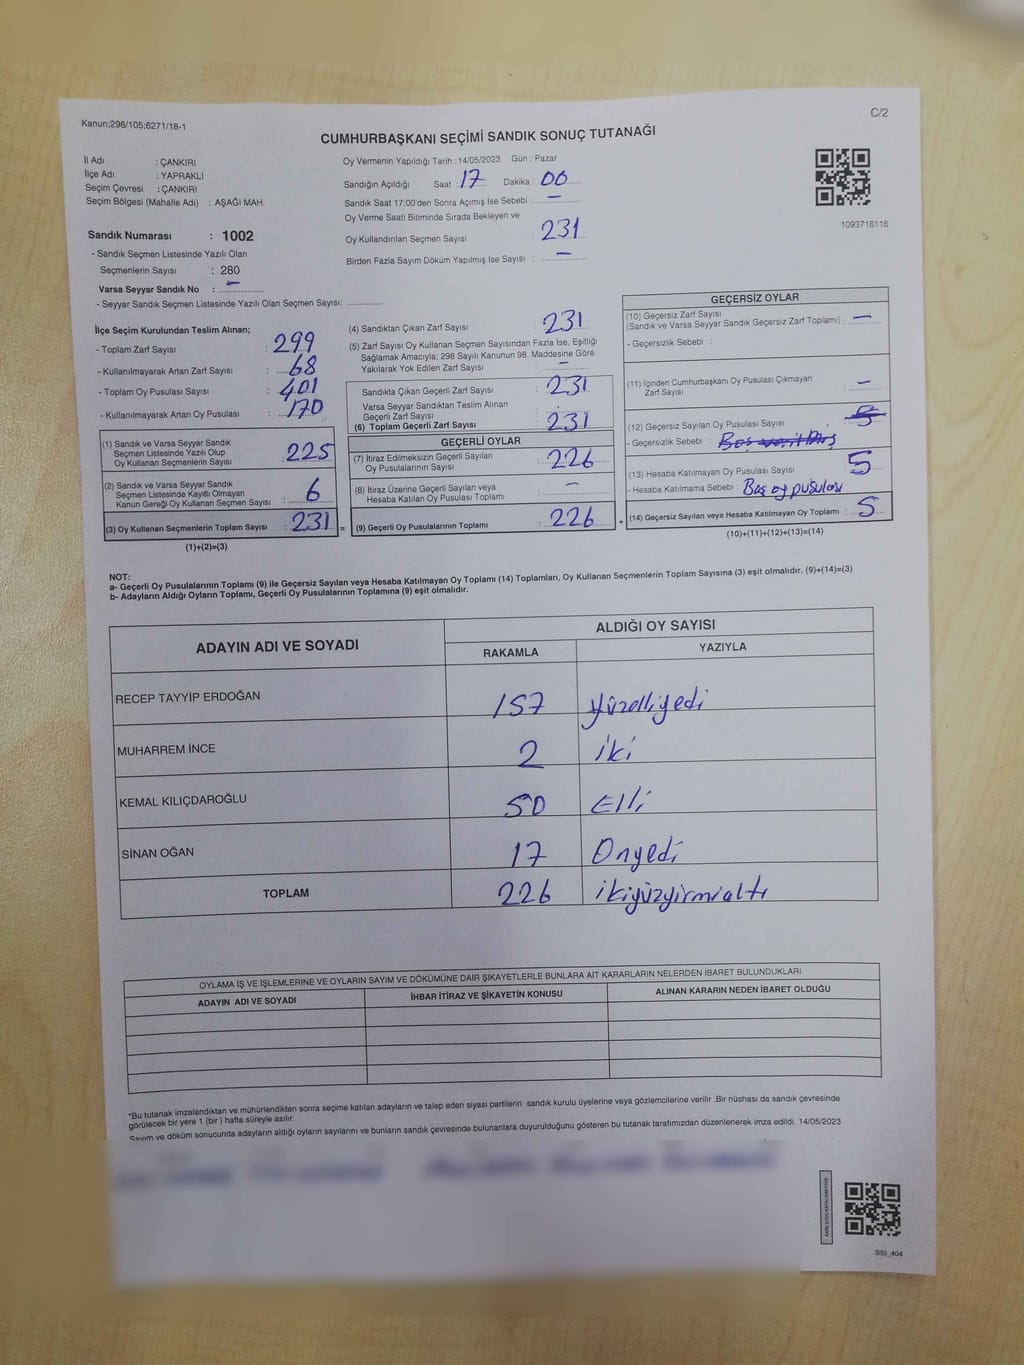 Kanun;298/105;6271/18-1
C/2
CUMHURBAŞKANI SEÇİMİ SANDIK SONUÇ TUTANAĞI
İl Adı : ÇANKIRI
İlçe Adı : YAPRAKLI
Seçim Çevresi : ÇANKIRI
Seçim Bölgesi (Mahalle Adı) : AŞAĞI MAH.
Sandık Numarası : 1002
- Sandık Seçmen Listesinde Yazılı Olan
Seçmenlerin Sayısı : 280
Varsa Seyyar Sandık No : —
- Seyyar Sandık Seçmen Listesinde Yazılı Olan Seçmen Sayısı: ..............
Oy Vermenin Yapıldığı Tarih : 14/05/2023 Gün : Pazar
Sandığın Açıldığı Saat : 17 Dakika : 00
Sandık Saat 17:00'den Sonra Açımış İse Sebebi : —
Oy Verme Saati Bitiminde Sırada Bekleyen ve
Oy Kullandırılan Seçmen Sayısı : 231
Birden Fazla Sayım Döküm Yapılmış İse Sayısı : —
1093716116
İlçe Seçim Kurulundan Teslim Alınan;
- Toplam Zarf Sayısı : 299
- Kullanılmayarak Artan Zarf Sayısı : 68
- Toplam Oy Pusulası Sayısı : 401
- Kullanılmayarak Artan Oy Pusulası : 170
(1) Sandık ve Varsa Seyyar Sandık
Seçmen Listesinde Yazılı Olup
Oy Kullanan Seçmenlerin Sayısı : 225
(2) Sandık ve Varsa Seyyar Sandık
Seçmen Listesinde Kayıtlı Olmayan
Kanun Gereği Oy Kullanan Seçmen Sayısı : 6
(3) Oy Kullanan Seçmenlerin Toplam Sayısı : 231 =
(1)+(2)=(3)
(4) Sandıktan Çıkan Zarf Sayısı : 231
(5) Zarf Sayısı Oy Kullanan Seçmen Sayısından Fazla İse, Eşitliği
Sağlamak Amacıyla; 298 Sayılı Kanunun 98. Maddesine Göre
Yakılarak Yok Edilen Zarf Sayısı : —
Sandıkta Çıkan Geçerli Zarf Sayısı : 231
Varsa Seyyar Sandıktan Teslim Alınan
Geçerli Zarf Sayısı :
(6) Toplam Geçerli Zarf Sayısı : 231
GEÇERLİ OYLAR
(7) İtiraz Edilmeksizin Geçerli Sayılan
Oy Pusulalarının Sayısı : 226
(8) İtiraz Üzerine Geçerli Sayılan veya
Hesaba Katılan Oy Pusulası Toplamı : —
(9) Geçerli Oy Pusulalarının Toplamı : 226 +
GEÇERSİZ OYLAR
(10) Geçersiz Zarf Sayısı
(Sandık ve Varsa Seyyar Sandık Geçersiz Zarf Toplamı) : —
- Geçersizlik Sebebi :
(11) İçinden Cumhurbaşkanı Oy Pusulası Çıkmayan
Zarf Sayısı : —
(12) Geçersiz Sayılan Oy Pusulası Sayısı : 5
- Geçersizlik Sebebi :
(13) Hesaba Katılmayan Oy Pusulası Sayısı : 5
- Hesaba Katılmama Sebebi : Boş oy pusulası
(14) Geçersiz Sayılan veya Hesaba Katılmayan Oy Toplamı : 5
(10)+(11)+(12)+(13)=(14)
NOT:
a- Geçerli Oy Pusulalarının Toplamı (9) ile Geçersiz Sayılan veya Hesaba Katılmayan Oy Toplamı (14) Toplamları, Oy Kullanan Seçmenlerin Toplam Sayısına (3) eşit olmalıdır. (9)+(14)=(3)
b- Adayların Aldığı Oyların Toplamı, Geçerli Oy Pusulalarının Toplamına (9) eşit olmalıdır.
ADAYIN ADI VE SOYADI
ALDIĞI OY SAYISI
RAKAMLA YAZIYLA
RECEP TAYYİP ERDOĞAN 157 Yüzelliyedi
MUHARREM İNCE 2 iki
KEMAL KILIÇDAROĞLU 50 Elli
SİNAN OĞAN 17 Onyedi
TOPLAM 226 ikiyüzyirmialtı
OYLAMA İŞ VE İŞLEMLERİNE VE OYLARIN SAYIM VE DÖKÜMÜNE DAİR ŞİKAYETLERLE BUNLARA AİT KARARLARIN NELERDEN İBARET BULUNDUKLARI
ADAYIN ADI VE SOYADI İHBAR İTİRAZ VE ŞİKAYETİN KONUSU ALINAN KARARIN NEDEN İBARET OLDUĞU
*Bu tutanak imzalandıktan ve mühürlendikten sonra seçime katılan adayların ve talep eden siyasi partilerin sandık kurulu üyelerine veya gözlemcilerine verilir .Bir nüshası da sandık çevresinde
görülecek bir yere 1 (bir ) hafta süreyle asılır.
Sayım ve döküm sonucunda adayların aldığı oyların sayılarını ve bunların sandık çevresinde bulunanlara duyurulduğunu gösteren bu tutanak tarafımızdan düzenlenerek imza edildi. 14/05/2023
SSI_404